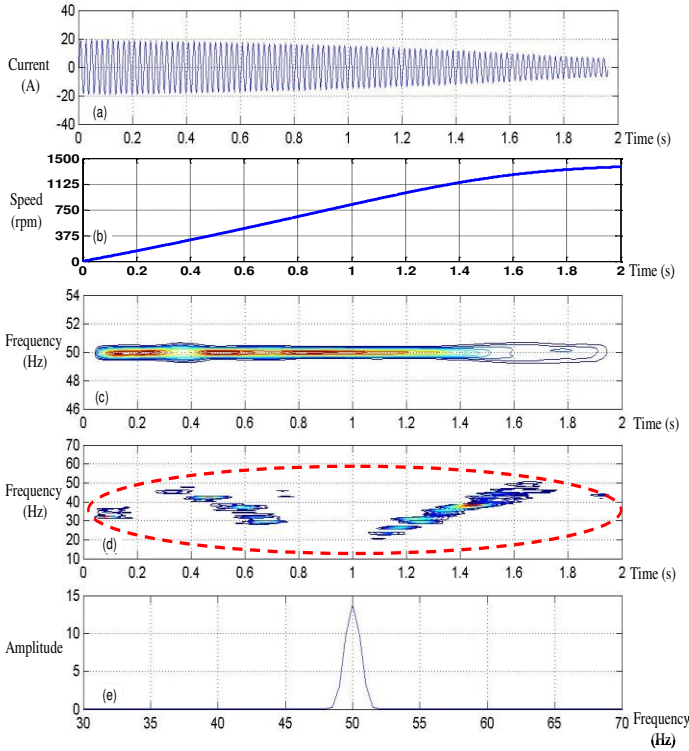 40
20
Current
(A)
0
-20
-40
(a)
0 0.2 0.4 0.6 0.8 1 1.2 1.4 1.6 1.8 2 Time (s)
1500
1125
Speed
(rpm)
750
375
0
(b)
0 0.2 0.4 0.6 0.8 1 1.2 1.4 1.6 1.8 2 Time (s)
54
52
Frequency
(Hz)
50
48
46
(c)
0 0.2 0.4 0.6 0.8 1 1.2 1.4 1.6 1.8 2 Time (s)
70
60
50
Frequency
(Hz)
40
30
20
10
(d)
0 0.2 0.4 0.6 0.8 1 1.2 1.4 1.6 1.8 2 Time (s)
15
10
Amplitude
5
0
(e)
30 35 40 45 50 55 60 65 70 Frequency
(Hz)